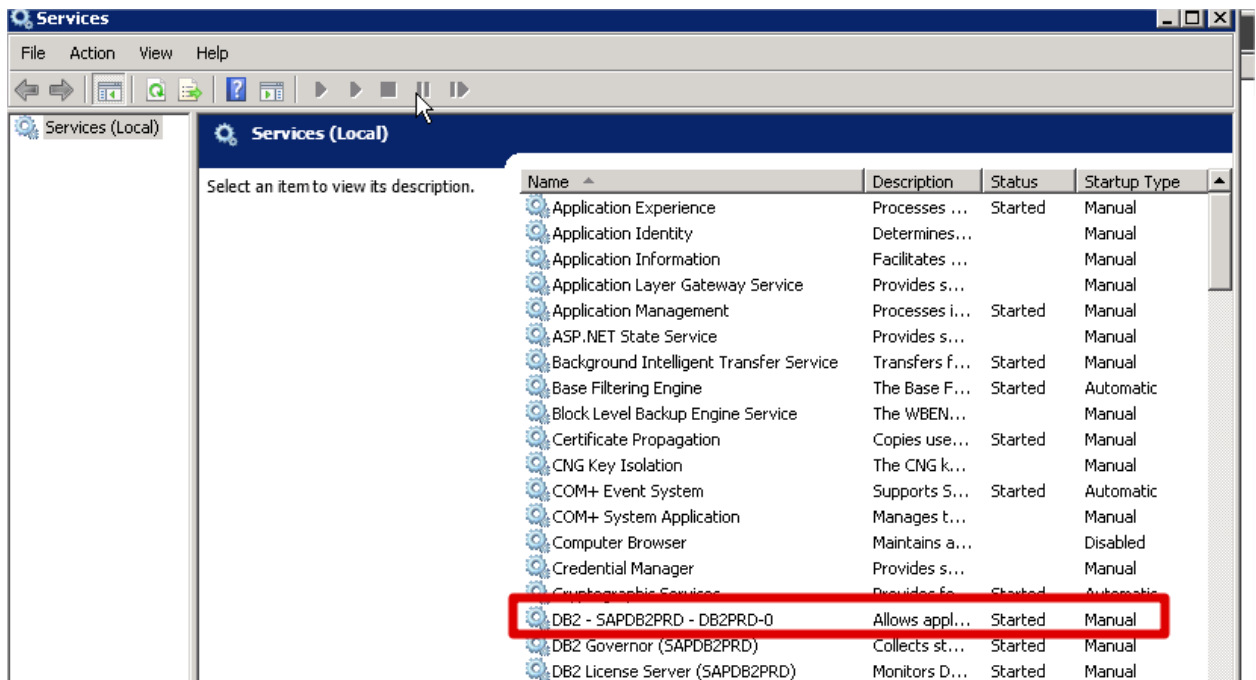 Services
File Action View Help
Services (Local)
Services (Local)
Select an item to view its description.
Name Description Status Startup Type
Application Experience Processes ... Started Manual
Application Identity Determines... Manual
Application Information Facilitates ... Manual
Application Layer Gateway Service Provides s... Manual
Application Management Processes i... Started Manual
ASP.NET State Service Provides s... Manual
Background Intelligent Transfer Service Transfers f... Started Manual
Base Filtering Engine The Base F... Started Automatic
Block Level Backup Engine Service The WBEN... Manual
Certificate Propagation Copies use... Started Manual
CNG Key Isolation The CNG k... Manual
COM+ Event System Supports S... Started Automatic
COM+ System Application Manages t... Manual
Computer Browser Maintains a... Disabled
Credential Manager Provides s... Manual
Cryptographic Services Provides fo... Started Automatic
DB2 - SAPDB2PRD - DB2PRD-0 Allows appl... Started Manual
DB2 Governor (SAPDB2PRD) Collects st... Started Manual
DB2 License Server (SAPDB2PRD) Monitors D... Started Manual